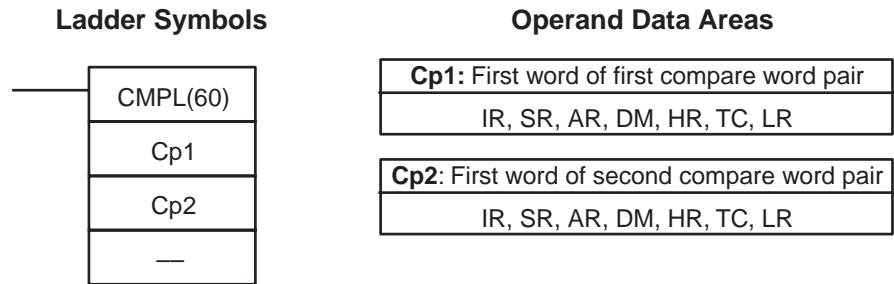 Ladder Symbols
CMPL(60)
Cp1
Cp2
—
Operand Data Areas
Cp1: First word of first compare word pair
IR, SR, AR, DM, HR, TC, LR
Cp2: First word of second compare word pair
IR, SR, AR, DM, HR, TC, LR